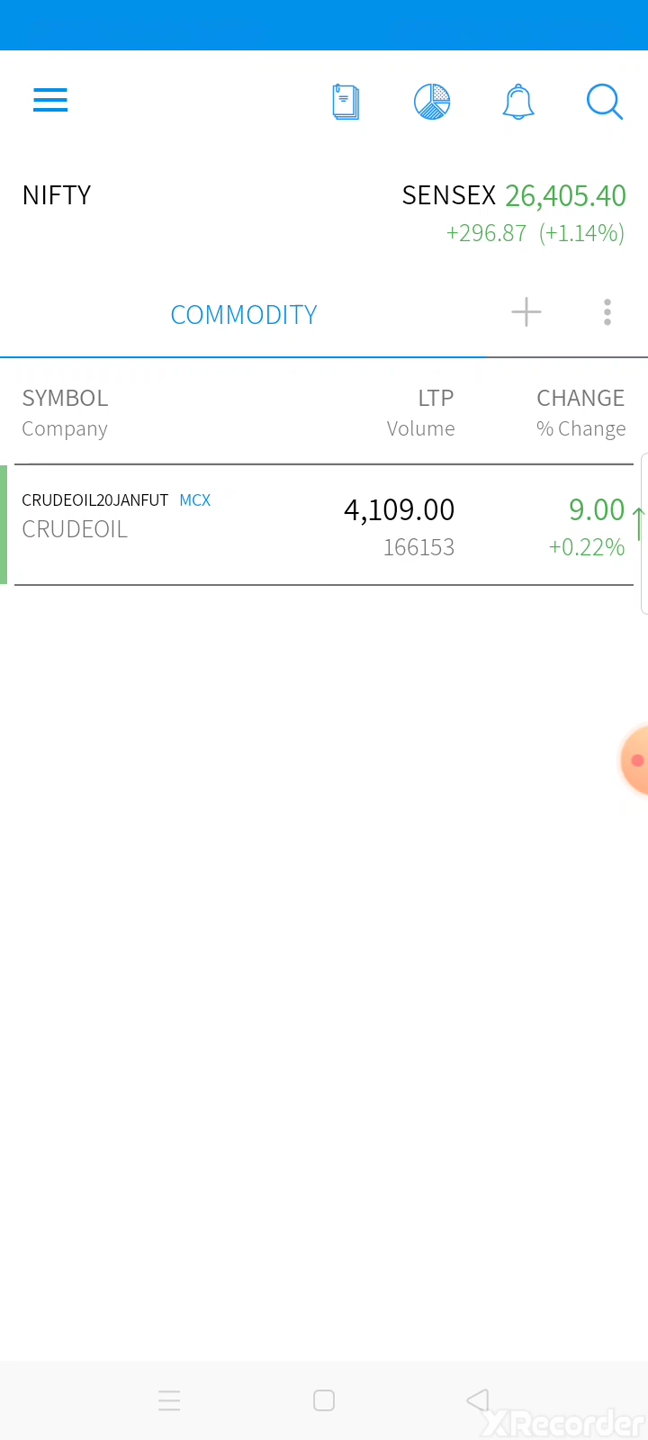 NIFTY SENSEX 26,405.40
+296.87 (+1.14%)
COMMODITY
SYMBOL LTP CHANGE
Company Volume % Change
CRUDEOIL20JANFUT MCX 4,109.00 9.00
CRUDEOIL 166153 +0.22%
XRecorder